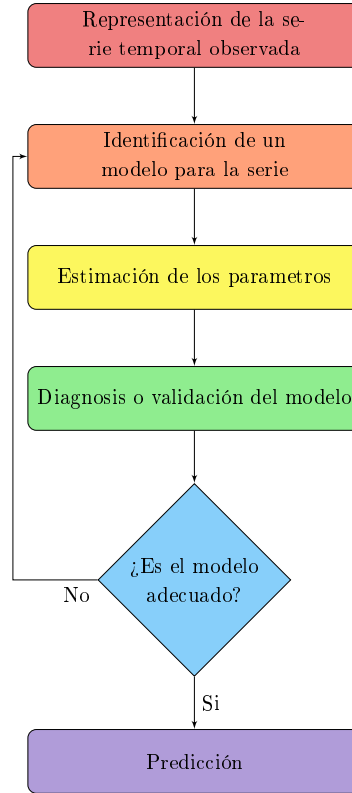 Representación de la se-
rie temporal observada
Identificación de un
modelo para la serie
Estimación de los parametros
Diagnosis o validación del modelo
¿Es el modelo
adecuado?
No
Si
Predicción